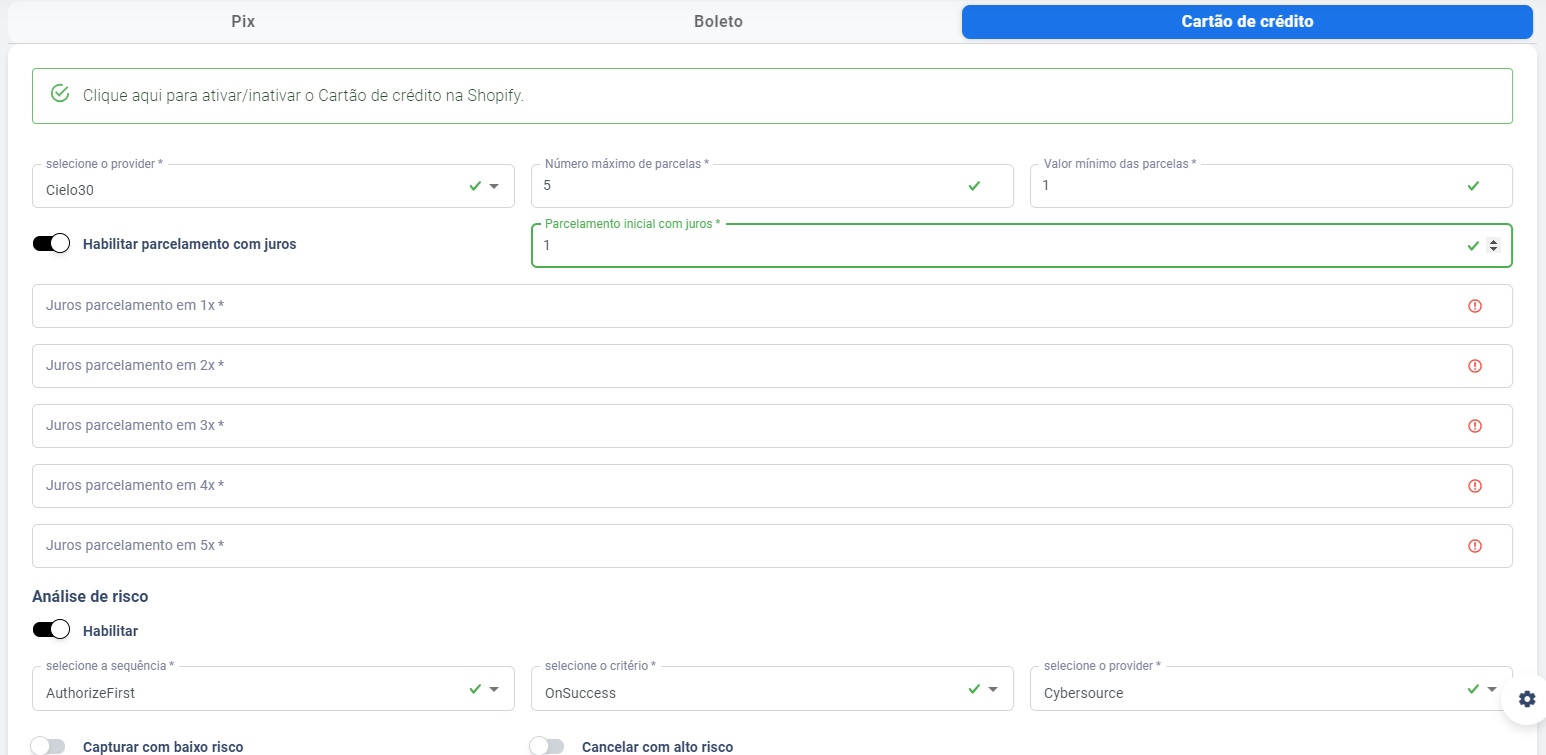 Pix
Boleto
Cartão de crédito
Clique aqui para ativar/inativar o Cartão de crédito na Shopify.
selecione o provider *
Cielo30
Número máximo de parcelas *
5
Valor mínimo das parcelas *
1
Habilitar parcelamento com juros
Parcelamento inicial com juros *
1
Juros parcelamento em 1x *
Juros parcelamento em 2x *
Juros parcelamento em 3x *
Juros parcelamento em 4x *
Juros parcelamento em 5x *
Análise de risco
Habilitar
selecione a sequência *
AuthorizeFirst
selecione o critério *
OnSuccess
selecione o provider *
Cybersource
Capturar com baixo risco
Cancelar com alto risco